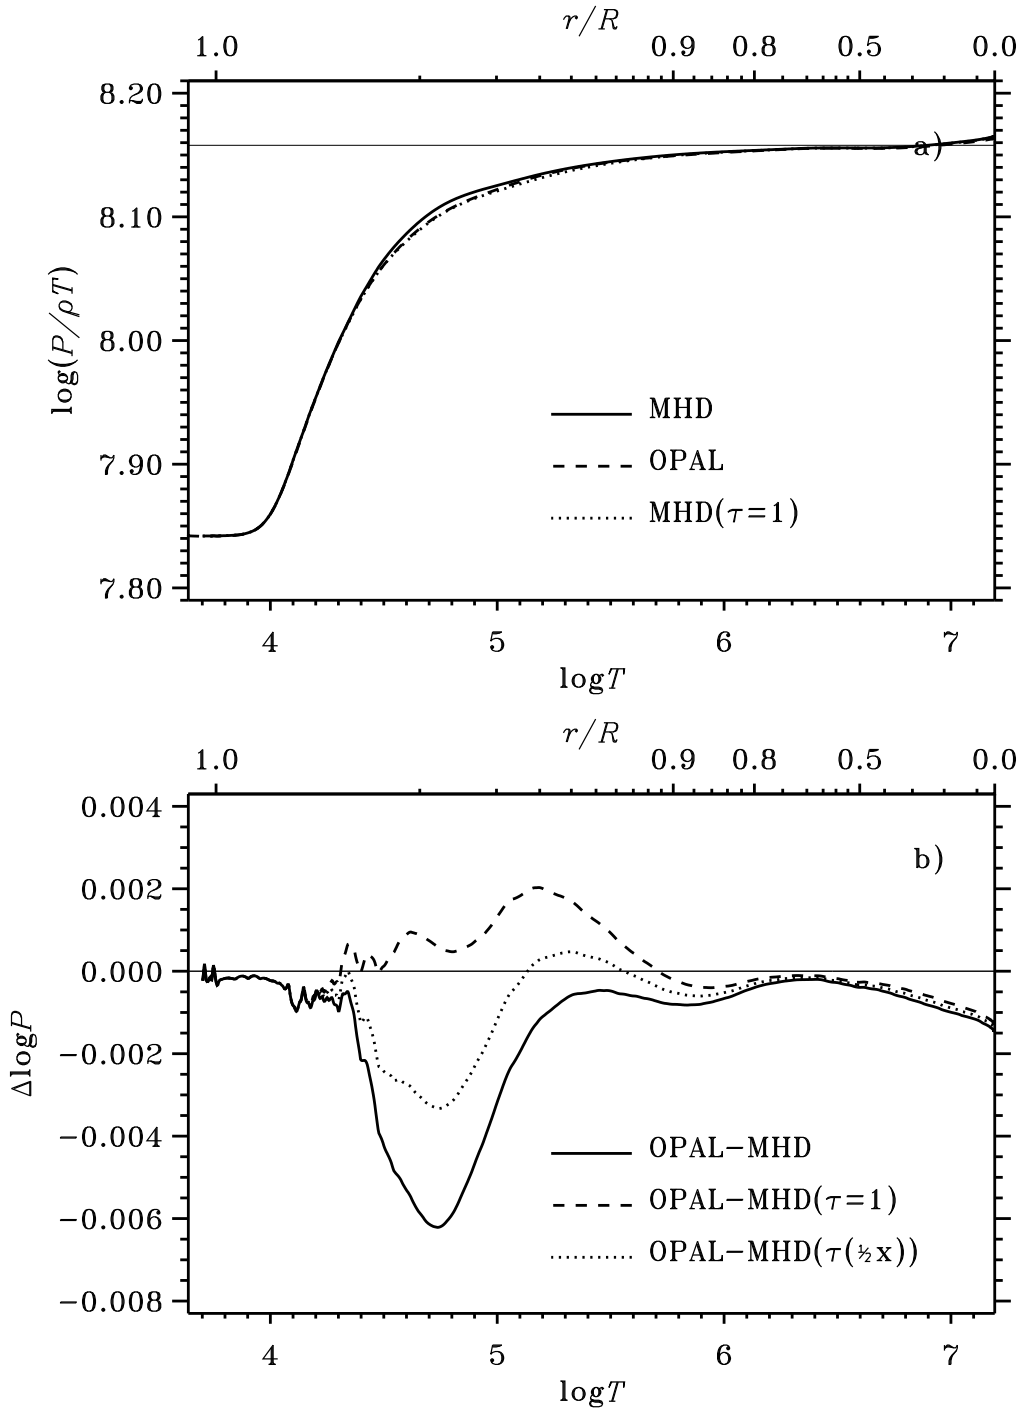 r/R
1.0 0.9 0.8 0.5 0.0
8.20
a)
8.10
log(P/ρT)
8.00
MHD
7.90
OPAL
MHD(τ=1)
7.80
4 5 6 7
logT
r/R
1.0 0.9 0.8 0.5 0.0
0.004
b)
0.002
0.000
ΔlogP
−0.002
−0.004
OPAL−MHD
OPAL−MHD(τ=1)
−0.006
OPAL−MHD(τ(½x))
−0.008
4 5 6 7
logT